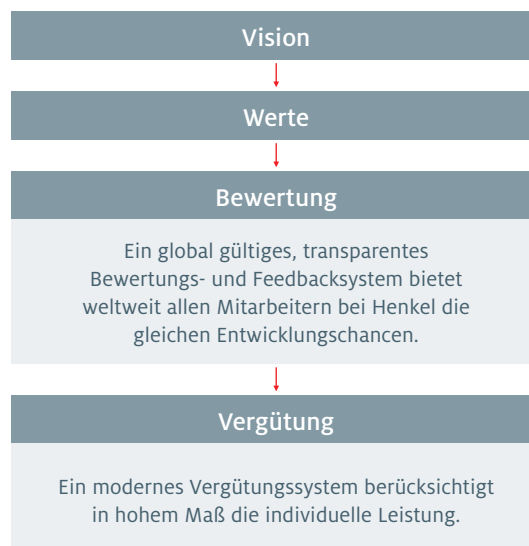 Vision
Werte
Bewertung
Ein global gültiges, transparentes
Bewertungs- und Feedbacksystem bietet
weltweit allen Mitarbeitern bei Henkel die
gleichen Entwicklungschancen.
Vergütung
Ein modernes Vergütungssystem berücksichtigt
in hohem Maß die individuelle Leistung.